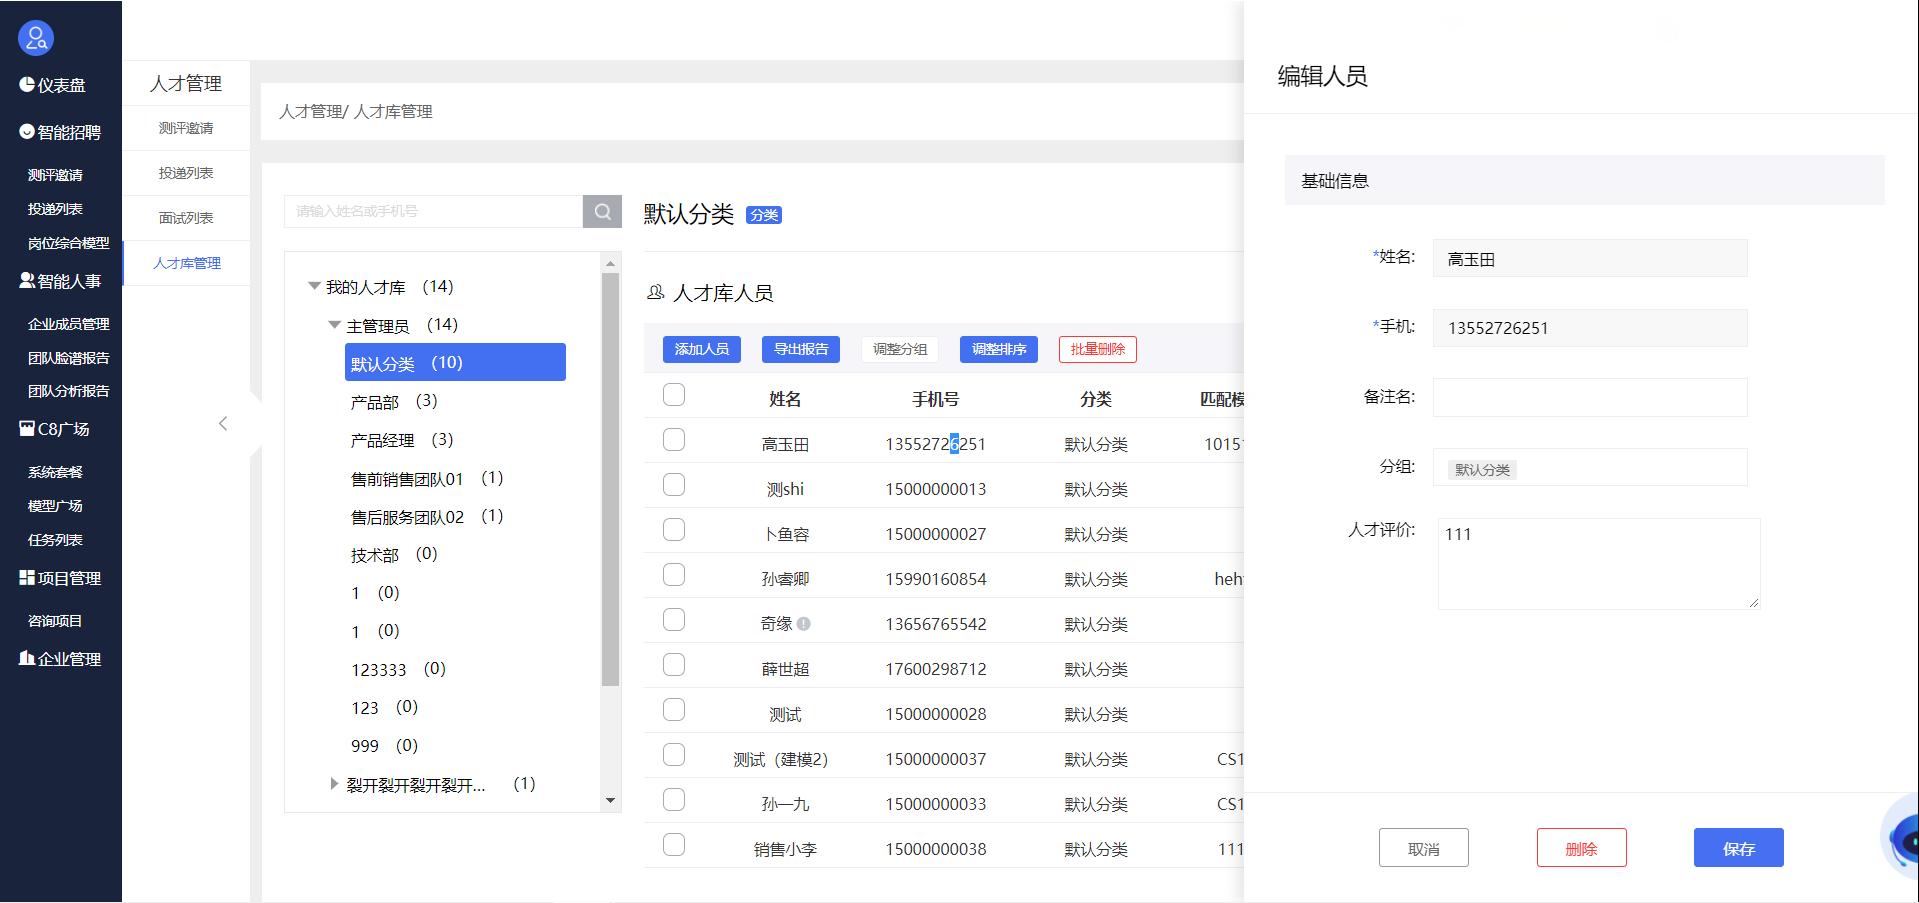 仪表盘
智能招聘
测评邀请
投递列表
岗位综合模型
智能人事
企业成员管理
团队脸谱报告
团队分析报告
C8广场
系统套餐
模型广场
任务列表
项目管理
咨询项目
企业管理
人才管理
测评邀请
投递列表
面试列表
人才库管理
人才管理/ 人才库管理
请输入姓名或手机号
我的人才库 (14)
主管理员 (14)
默认分类 (10)
产品部 (3)
产品经理 (3)
售前销售团队01 (1)
售后服务团队02 (1)
技术部 (0)
1 (0)
1 (0)
123333 (0)
123 (0)
999 (0)
裂开裂开裂开裂开... (1)
默认分类 分类
人才库人员
添加人员 导出报告 调整分组 调整排序 批量删除
姓名 手机号 分类 匹配模
高玉田 13552726251 默认分类 1015
测shi 15000000013 默认分类
卜鱼容 15000000027 默认分类
孙睿卿 15990160854 默认分类 heh
奇缘 13656765542 默认分类
薛世超 17600298712 默认分类
测试 15000000028 默认分类
测试（建模2） 15000000037 默认分类 CS1
孙一九 15000000033 默认分类 CS1
销售小李 15000000038 默认分类 111
编辑人员
基础信息
*姓名: 高玉田
*手机: 13552726251
备注名:
分组: 默认分类
人才评价: 111
取消 删除 保存